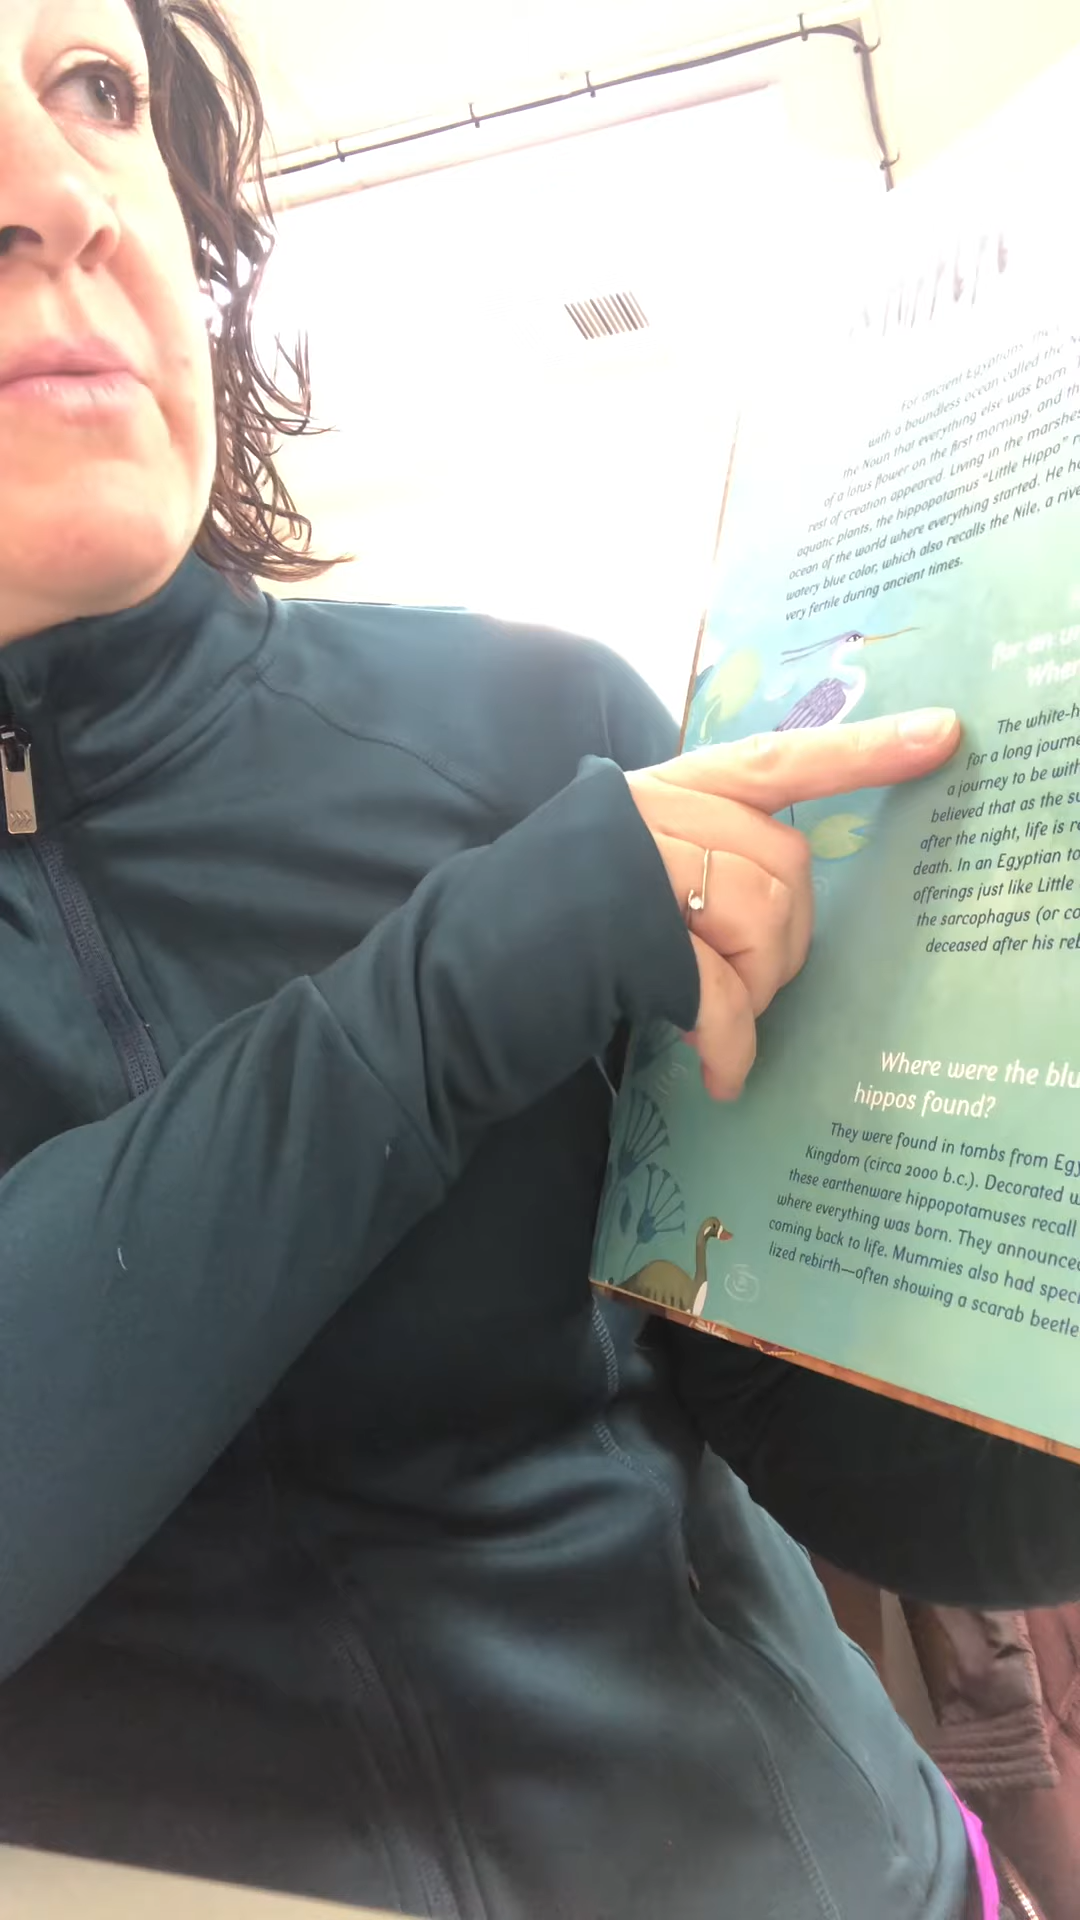 For ancient Egyptians, the
with a boundless ocean called the
the Noun that everything else was born.
of a lotus flower on the first morning, and th
rest of creation appeared. Living in the marshes
aquatic plants, the hippopotamus "Little Hippo" r
ocean of the world where everything started. He h
watery blue color, which also recalls the Nile, a rive
very fertile during ancient times.
for an
Wher
The white-h
for a long journe
a journey to be with
believed that as the su
after the night, life is r
death. In an Egyptian to
offerings just like Little
the sarcophagus (or co
deceased after his reb
Where were the blu
hippos found?
They were found in tombs from Egy
Kingdom (circa 2000 b.c.). Decorated w
these earthenware hippopotamuses recall
where everything was born. They announced
coming back to life. Mummies also had speci
lized rebirth—often showing a scarab beetle